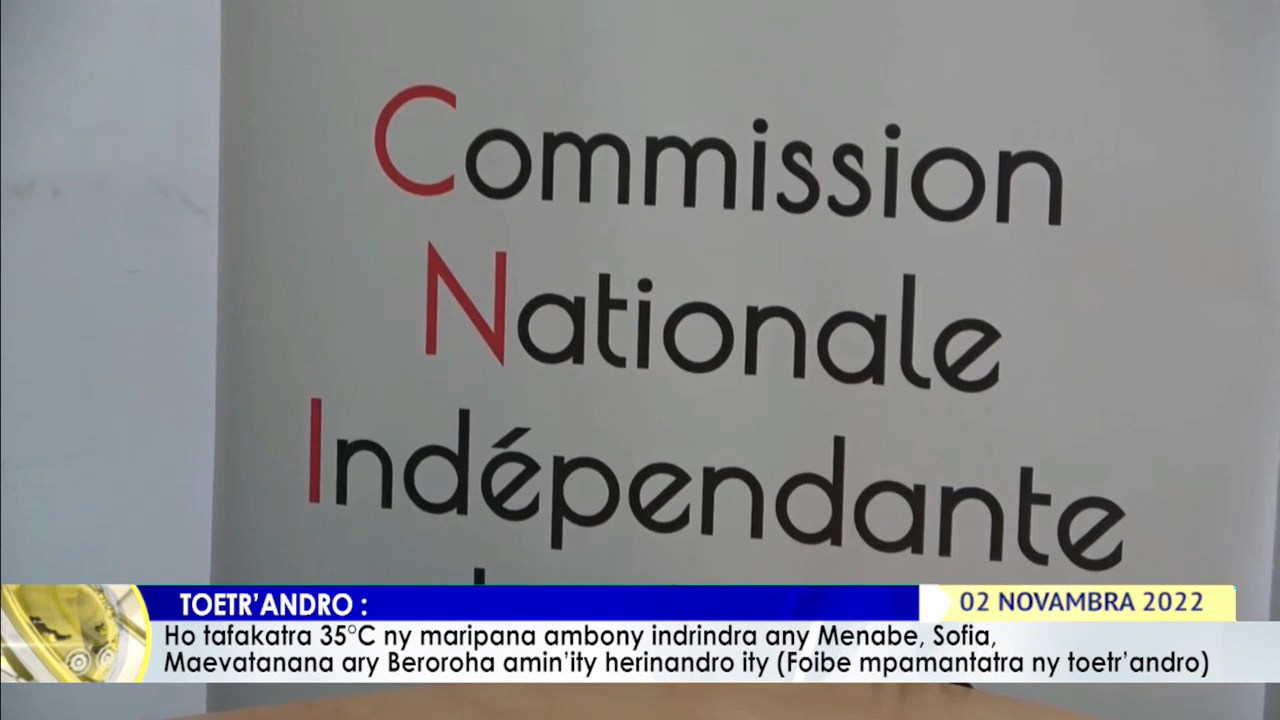 Commission
Nationale
Indépendante
TOETR'ANDRO :
02 NOVAMBRA 2022
Ho tafakatra 35°C ny maripana ambony indrindra any Menabe, Sofia,
Maevatanana ary Beroroha amin'ity herinandro ity (Foibe mpamantatra ny toetr'andro)